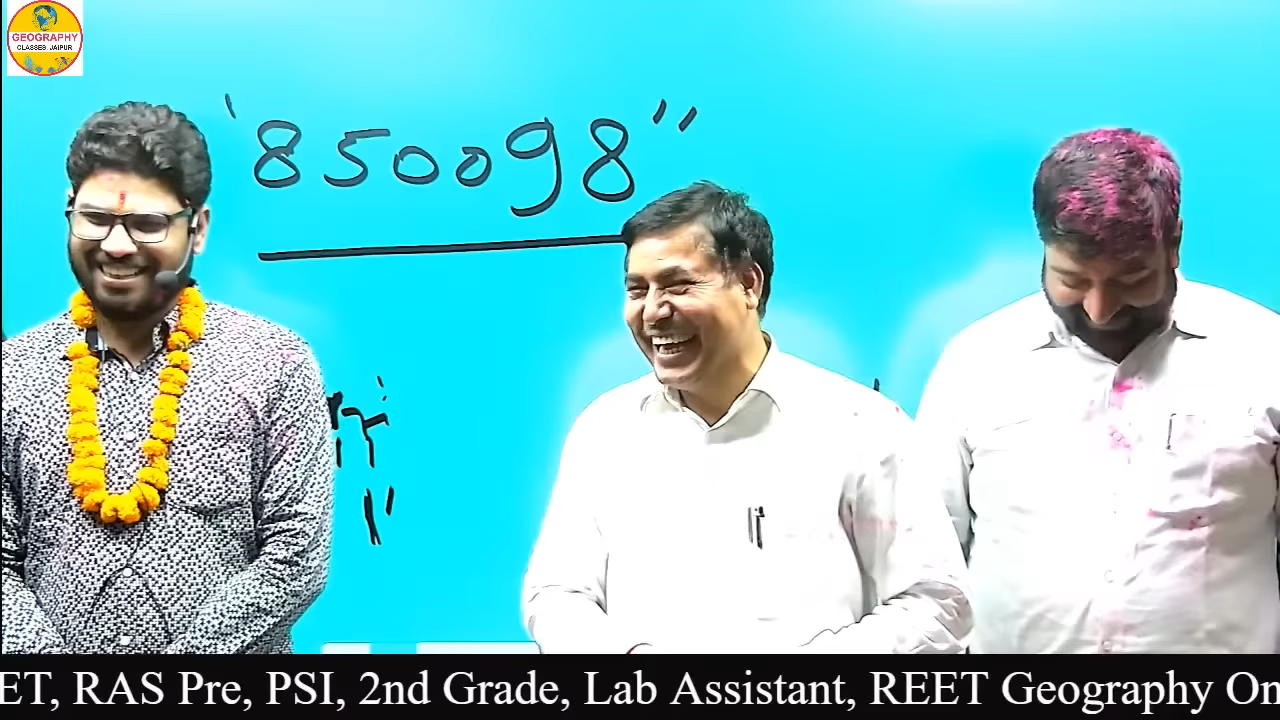 GEOGRAPHY
CLASSES JAIPUR
'850098"
ET, RAS Pre, PSI, 2nd Grade, Lab Assistant, REET Geography On